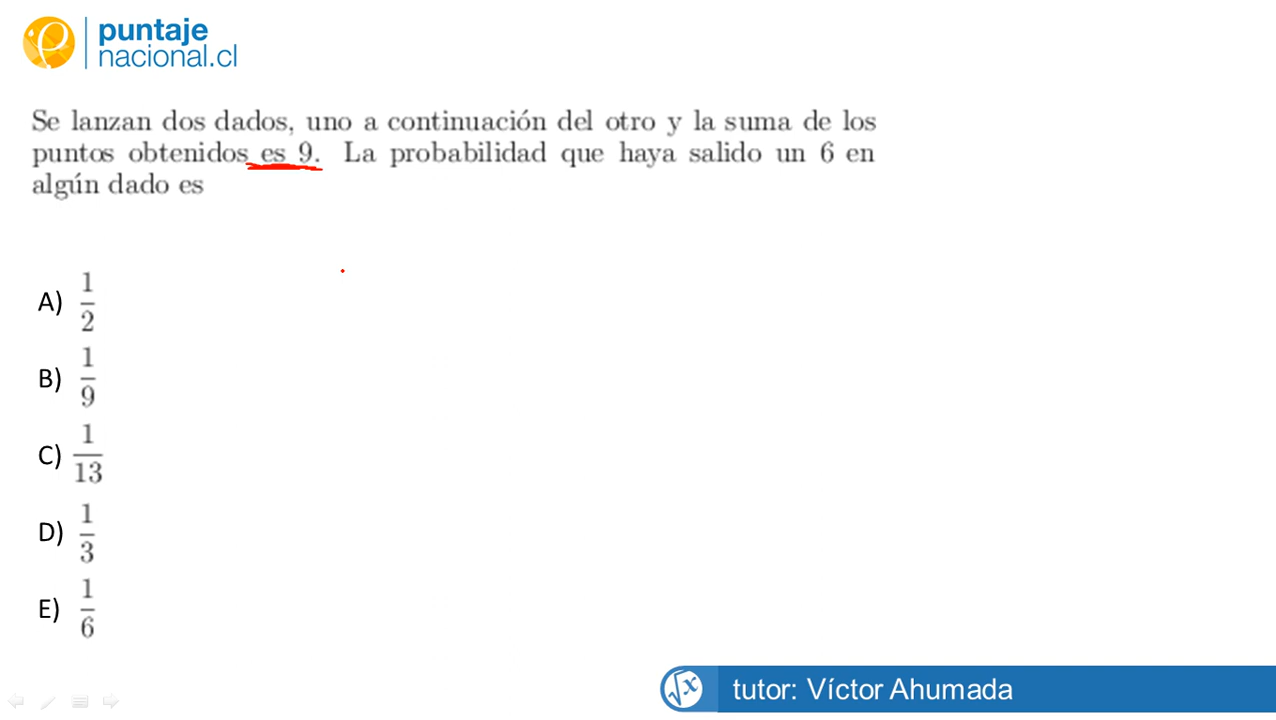 puntaje
nacional.cl
Se lanzan dos dados, uno a continuación del otro y la suma de los
puntos obtenidos es 9. La probabilidad que haya salido un 6 en
algún dado es
A) 1/2
B) 1/9
C) 1/13
D) 1/3
E) 1/6
√x tutor: Víctor Ahumada